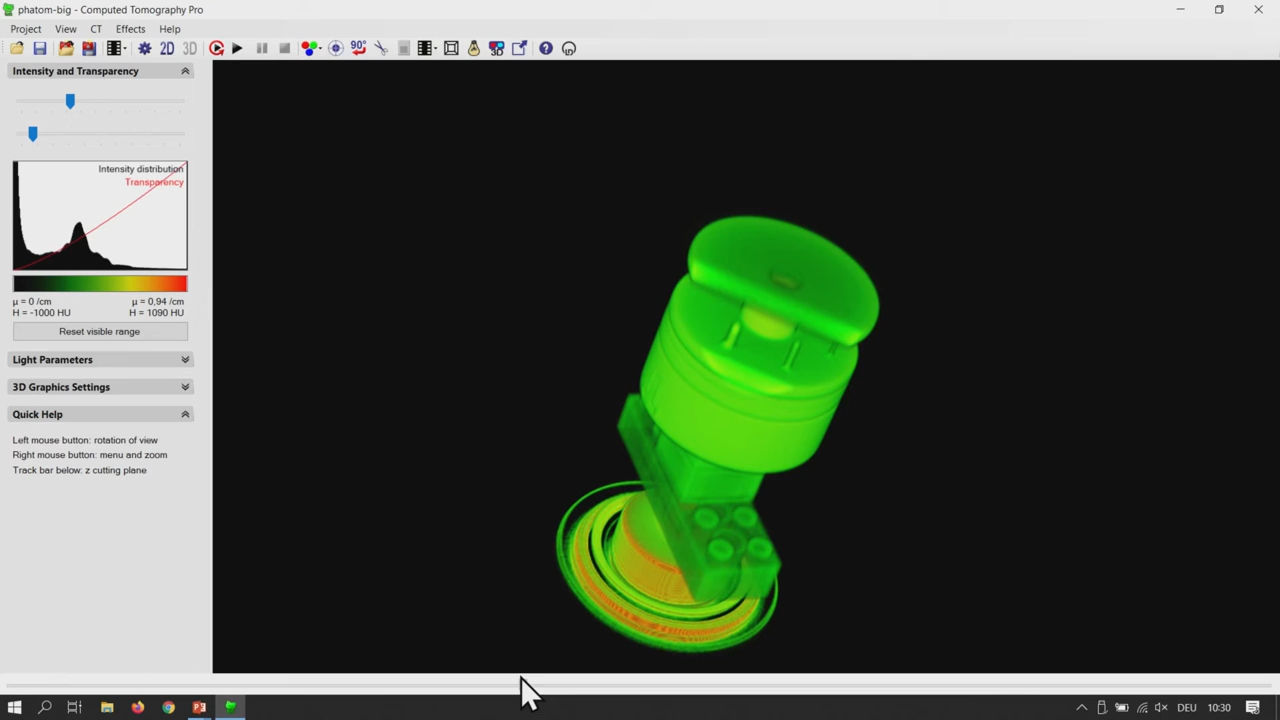 phatom-big - Computed Tomography Pro
Project View CT Effects Help
2D 3D 90° 3D
Intensity and Transparency
Intensity distribution
Transparency
μ = 0 /cm μ = 0,94 /cm
H = -1000 HU H = 1090 HU
Reset visible range
Light Parameters
3D Graphics Settings
Quick Help
Left mouse button: rotation of view
Right mouse button: menu and zoom
Track bar below: z cutting plane
DEU 10:30